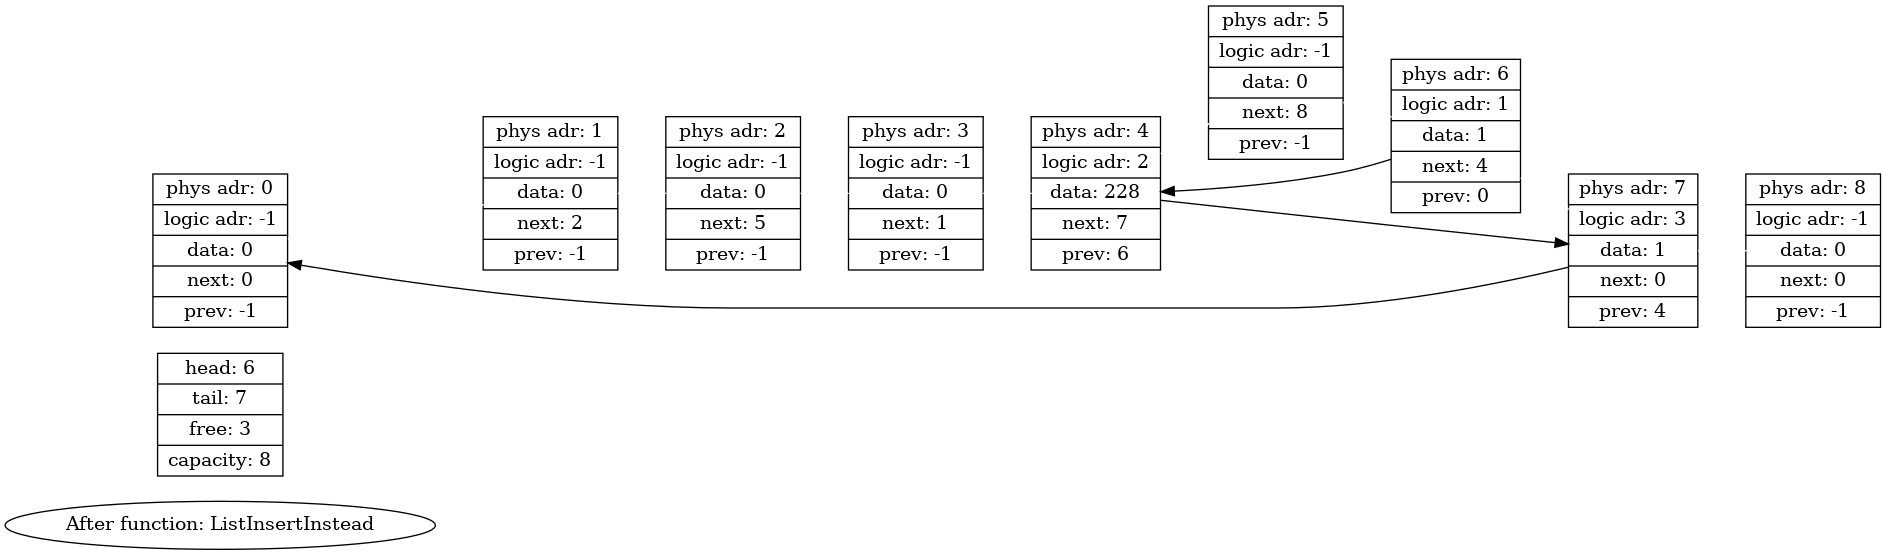 phys adr: 0
logic adr: -1
data: 0
next: 0
prev: -1
head: 6
tail: 7
free: 3
capacity: 8
After function: ListInsertInstead
phys adr: 1
logic adr: -1
data: 0
next: 2
prev: -1
phys adr: 2
logic adr: -1
data: 0
next: 5
prev: -1
phys adr: 3
logic adr: -1
data: 0
next: 1
prev: -1
phys adr: 4
logic adr: 2
data: 228
next: 7
prev: 6
phys adr: 5
logic adr: -1
data: 0
next: 8
prev: -1
phys adr: 6
logic adr: 1
data: 1
next: 4
prev: 0
phys adr: 7
logic adr: 3
data: 1
next: 0
prev: 4
phys adr: 8
logic adr: -1
data: 0
next: 0
prev: -1